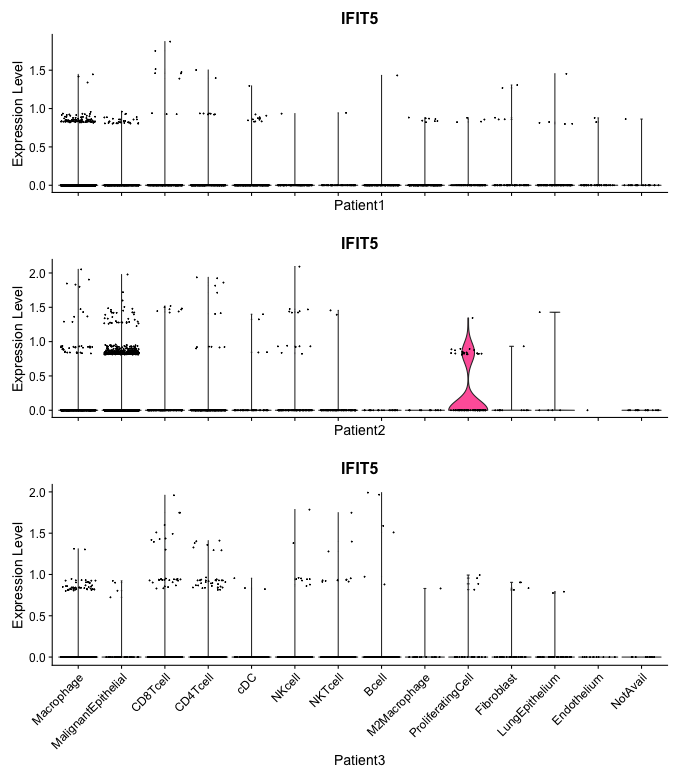 IFIT5
Expression Level
1.5
1.0
0.5
0.0
Patient1
IFIT5
Expression Level
2.0
1.5
1.0
0.5
0.0
Patient2
IFIT5
Expression Level
2.0
1.5
1.0
0.5
0.0
Macrophage
MalignantEpithelial
CD8Tcell
CD4Tcell
cDC
NKcell
NKTcell
Bcell
M2Macrophage
ProliferatingCell
Fibroblast
LungEpithelium
Endothelium
NotAvail
Patient3